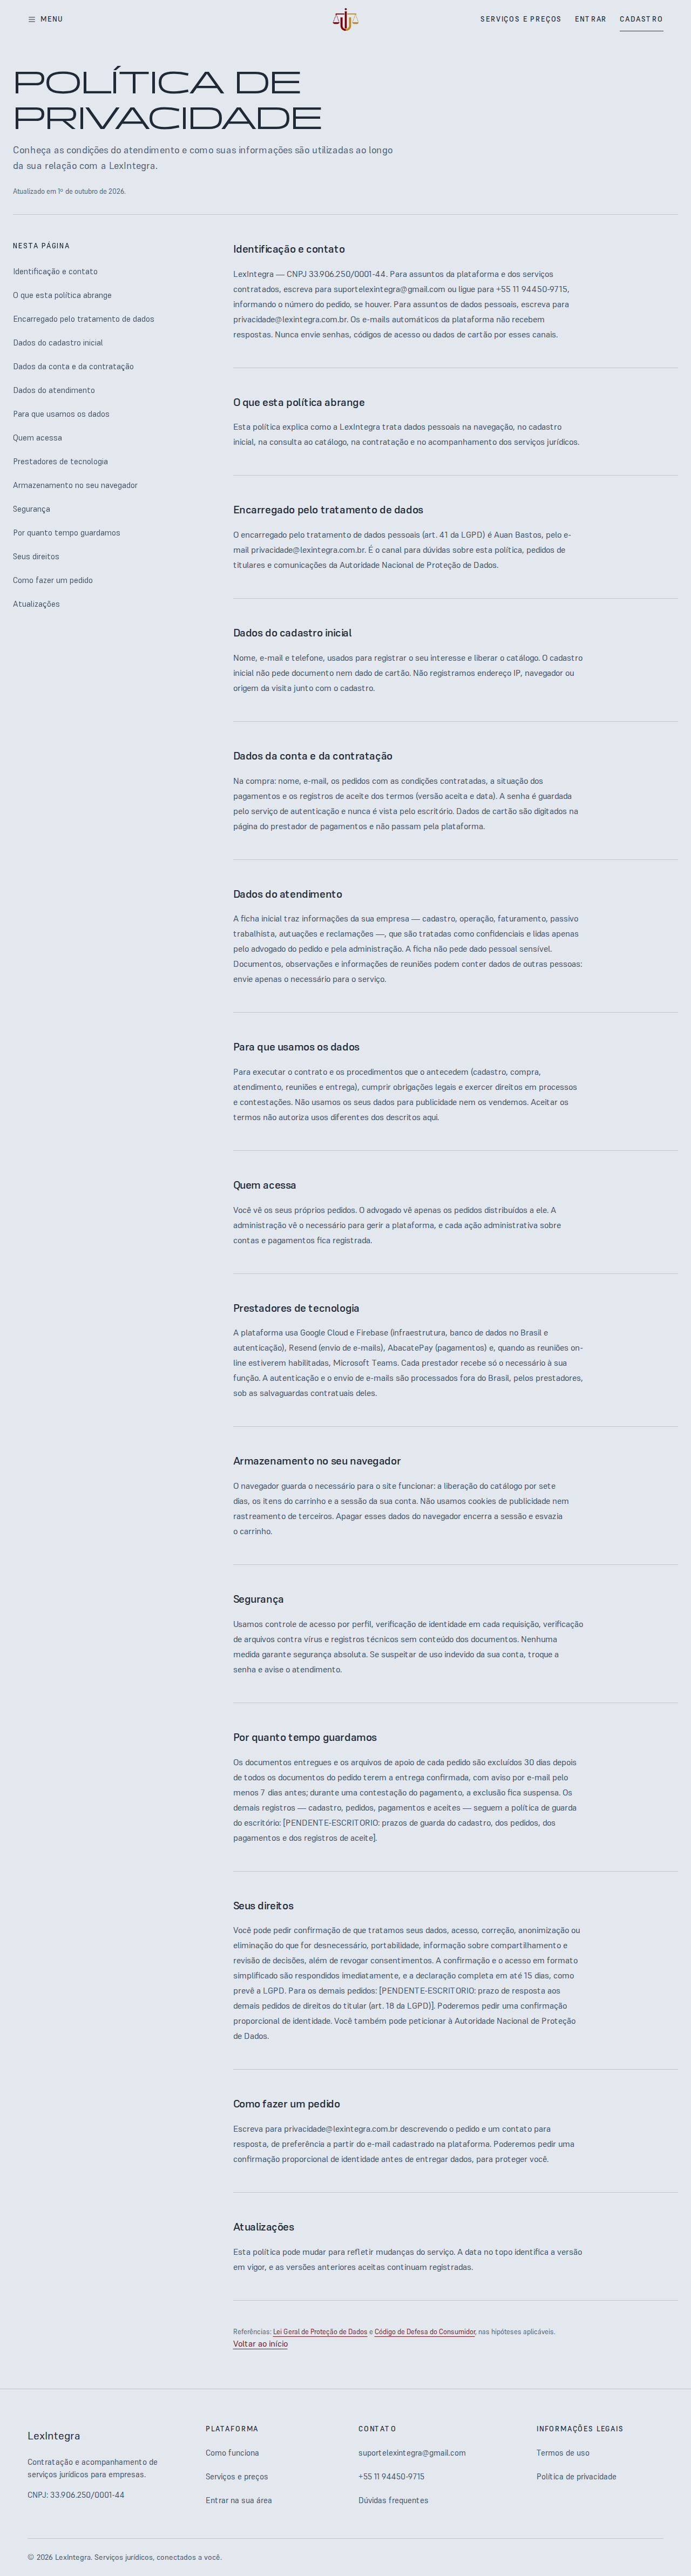 MENU
SERVIÇOS E PREÇOS
ENTRAR
CADASTRO
POLÍTICA DE
PRIVACIDADE
Conheça as condições do atendimento e como suas informações são utilizadas ao longo
da sua relação com a LexIntegra.
Atualizado em 1º de outubro de 2026.
NESTA PÁGINA
Identificação e contato
O que esta política abrange
Encarregado pelo tratamento de dados
Dados do cadastro inicial
Dados da conta e da contratação
Dados do atendimento
Para que usamos os dados
Quem acessa
Prestadores de tecnologia
Armazenamento no seu navegador
Segurança
Por quanto tempo guardamos
Seus direitos
Como fazer um pedido
Atualizações
Identificação e contato
LexIntegra — CNPJ 33.906.250/0001-44. Para assuntos da plataforma e dos serviços
contratados, escreva para suportelexintegra@gmail.com ou ligue para +55 11 94450-9715,
informando o número do pedido, se houver. Para assuntos de dados pessoais, escreva para
privacidade@lexintegra.com.br. Os e-mails automáticos da plataforma não recebem
respostas. Nunca envie senhas, códigos de acesso ou dados de cartão por esses canais.
O que esta política abrange
Esta política explica como a LexIntegra trata dados pessoais na navegação, no cadastro
inicial, na consulta ao catálogo, na contratação e no acompanhamento dos serviços jurídicos.
Encarregado pelo tratamento de dados
O encarregado pelo tratamento de dados pessoais (art. 41 da LGPD) é Auan Bastos, pelo e-
mail privacidade@lexintegra.com.br. É o canal para dúvidas sobre esta política, pedidos de
titulares e comunicações da Autoridade Nacional de Proteção de Dados.
Dados do cadastro inicial
Nome, e-mail e telefone, usados para registrar o seu interesse e liberar o catálogo. O cadastro
inicial não pede documento nem dado de cartão. Não registramos endereço IP, navegador ou
origem da visita junto com o cadastro.
Dados da conta e da contratação
Na compra: nome, e-mail, os pedidos com as condições contratadas, a situação dos
pagamentos e os registros de aceite dos termos (versão aceita e data). A senha é guardada
pelo serviço de autenticação e nunca é vista pelo escritório. Dados de cartão são digitados na
página do prestador de pagamentos e não passam pela plataforma.
Dados do atendimento
A ficha inicial traz informações da sua empresa — cadastro, operação, faturamento, passivo
trabalhista, autuações e reclamações —, que são tratadas como confidenciais e lidas apenas
pelo advogado do pedido e pela administração. A ficha não pede dado pessoal sensível.
Documentos, observações e informações de reuniões podem conter dados de outras pessoas:
envie apenas o necessário para o serviço.
Para que usamos os dados
Para executar o contrato e os procedimentos que o antecedem (cadastro, compra,
atendimento, reuniões e entrega), cumprir obrigações legais e exercer direitos em processos
e contestações. Não usamos os seus dados para publicidade nem os vendemos. Aceitar os
termos não autoriza usos diferentes dos descritos aqui.
Quem acessa
Você vê os seus próprios pedidos. O advogado vê apenas os pedidos distribuídos a ele. A
administração vê o necessário para gerir a plataforma, e cada ação administrativa sobre
contas e pagamentos fica registrada.
Prestadores de tecnologia
A plataforma usa Google Cloud e Firebase (infraestrutura, banco de dados no Brasil e
autenticação), Resend (envio de e-mails), AbacatePay (pagamentos) e, quando as reuniões on-
line estiverem habilitadas, Microsoft Teams. Cada prestador recebe só o necessário à sua
função. A autenticação e o envio de e-mails são processados fora do Brasil, pelos prestadores,
sob as salvaguardas contratuais deles.
Armazenamento no seu navegador
O navegador guarda o necessário para o site funcionar: a liberação do catálogo por sete
dias, os itens do carrinho e a sessão da sua conta. Não usamos cookies de publicidade nem
rastreamento de terceiros. Apagar esses dados do navegador encerra a sessão e esvazia
o carrinho.
Segurança
Usamos controle de acesso por perfil, verificação de identidade em cada requisição, verificação
de arquivos contra vírus e registros técnicos sem conteúdo dos documentos. Nenhuma
medida garante segurança absoluta. Se suspeitar de uso indevido da sua conta, troque a
senha e avise o atendimento.
Por quanto tempo guardamos
Os documentos entregues e os arquivos de apoio de cada pedido são excluídos 30 dias depois
de todos os documentos do pedido terem a entrega confirmada, com aviso por e-mail pelo
menos 7 dias antes; durante uma contestação do pagamento, a exclusão fica suspensa. Os
demais registros — cadastro, pedidos, pagamentos e aceites — seguem a política de guarda
do escritório: [PENDENTE-ESCRITORIO: prazos de guarda do cadastro, dos pedidos, dos
pagamentos e dos registros de aceite].
Seus direitos
Você pode pedir confirmação de que tratamos seus dados, acesso, correção, anonimização ou
eliminação do que for desnecessário, portabilidade, informação sobre compartilhamento e
revisão de decisões, além de revogar consentimentos. A confirmação e o acesso em formato
simplificado são respondidos imediatamente, e a declaração completa em até 15 dias, como
prevê a LGPD. Para os demais pedidos: [PENDENTE-ESCRITORIO: prazo de resposta aos
demais pedidos de direitos do titular (art. 18 da LGPD)]. Poderemos pedir uma confirmação
proporcional de identidade. Você também pode peticionar à Autoridade Nacional de Proteção
de Dados.
Como fazer um pedido
Escreva para privacidade@lexintegra.com.br descrevendo o pedido e um contato para
resposta, de preferência a partir do e-mail cadastrado na plataforma. Poderemos pedir uma
confirmação proporcional de identidade antes de entregar dados, para proteger você.
Atualizações
Esta política pode mudar para refletir mudanças do serviço. A data no topo identifica a versão
em vigor, e as versões anteriores aceitas continuam registradas.
Referências: Lei Geral de Proteção de Dados e Código de Defesa do Consumidor, nas hipóteses aplicáveis.
Voltar ao início
LexIntegra
Contratação e acompanhamento de
serviços jurídicos para empresas.
CNPJ: 33.906.250/0001-44
PLATAFORMA
Como funciona
Serviços e preços
Entrar na sua área
CONTATO
suportelexintegra@gmail.com
+55 11 94450-9715
Dúvidas frequentes
INFORMAÇÕES LEGAIS
Termos de uso
Política de privacidade
© 2026 LexIntegra. Serviços jurídicos, conectados a você.